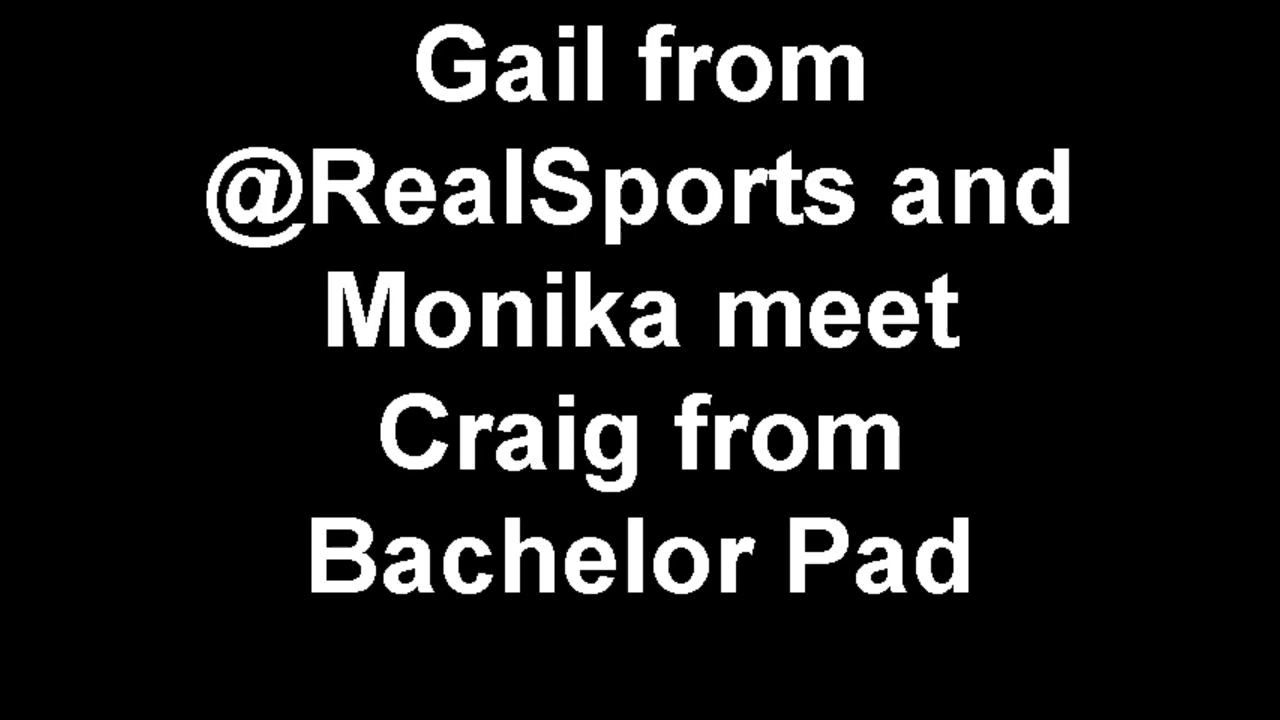 Gail from
@RealSports and
Monika meet
Craig from
Bachelor Pad